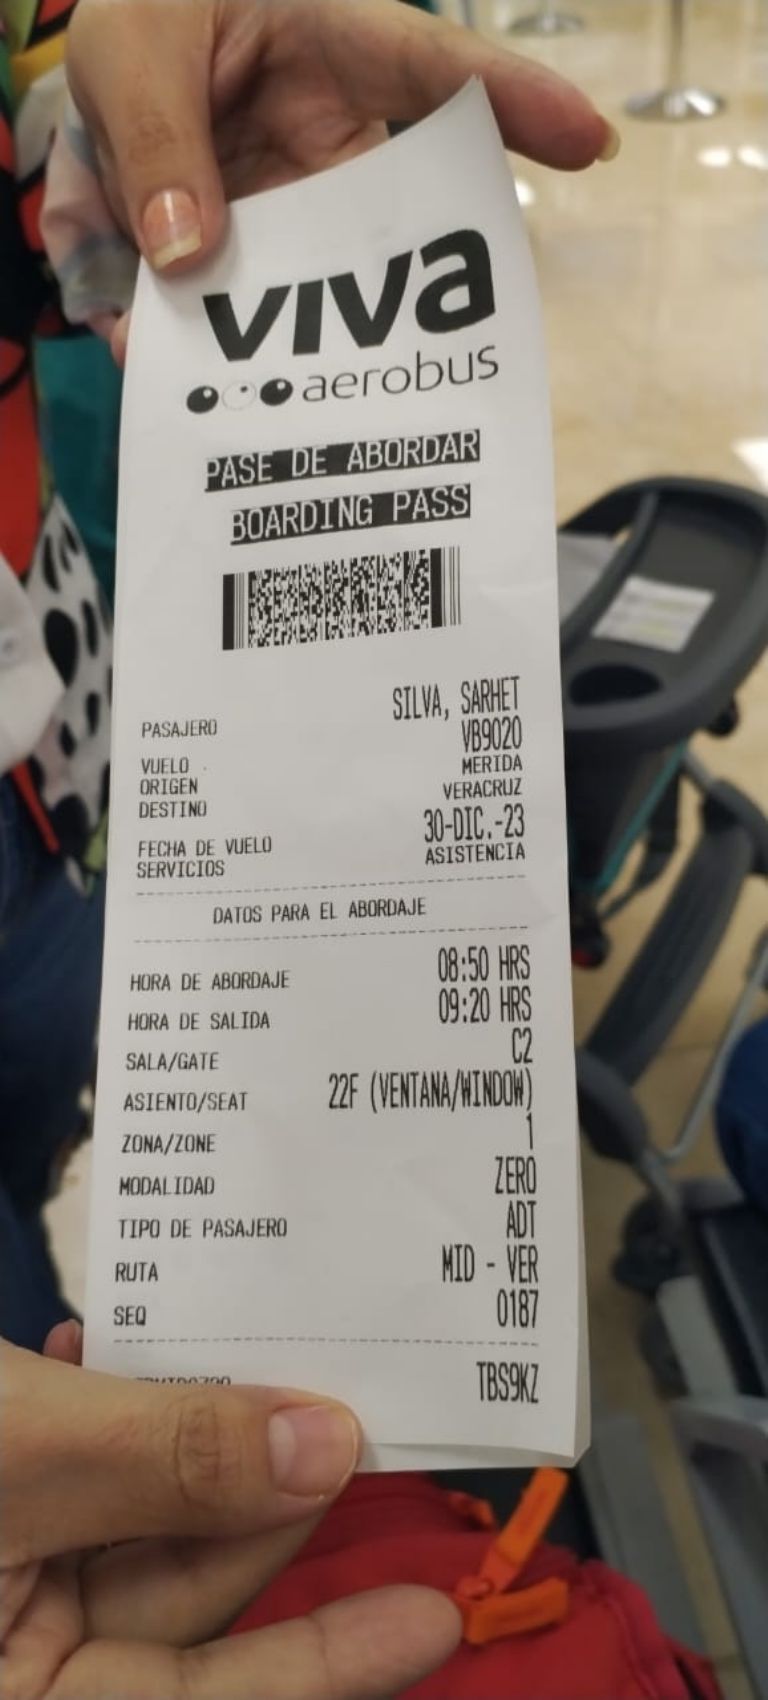 viva
aerobus
PASE DE ABORDAR
BOARDING PASS
PASAJERO SILVA, SARHET
VUELO VB9020
ORIGEN MERIDA
DESTINO VERACRUZ
FECHA DE VUELO 30-DIC.-23
SERVICIOS ASISTENCIA
DATOS PARA EL ABORDAJE
HORA DE ABORDAJE 08:50 HRS
HORA DE SALIDA 09:20 HRS
SALA/GATE C2
ASIENTO/SEAT 22F (VENTANA/WINDOW)
ZONA/ZONE 1
MODALIDAD ZERO
TIPO DE PASAJERO ADT
RUTA MID - VER
SEQ 0187
TBS9KZ